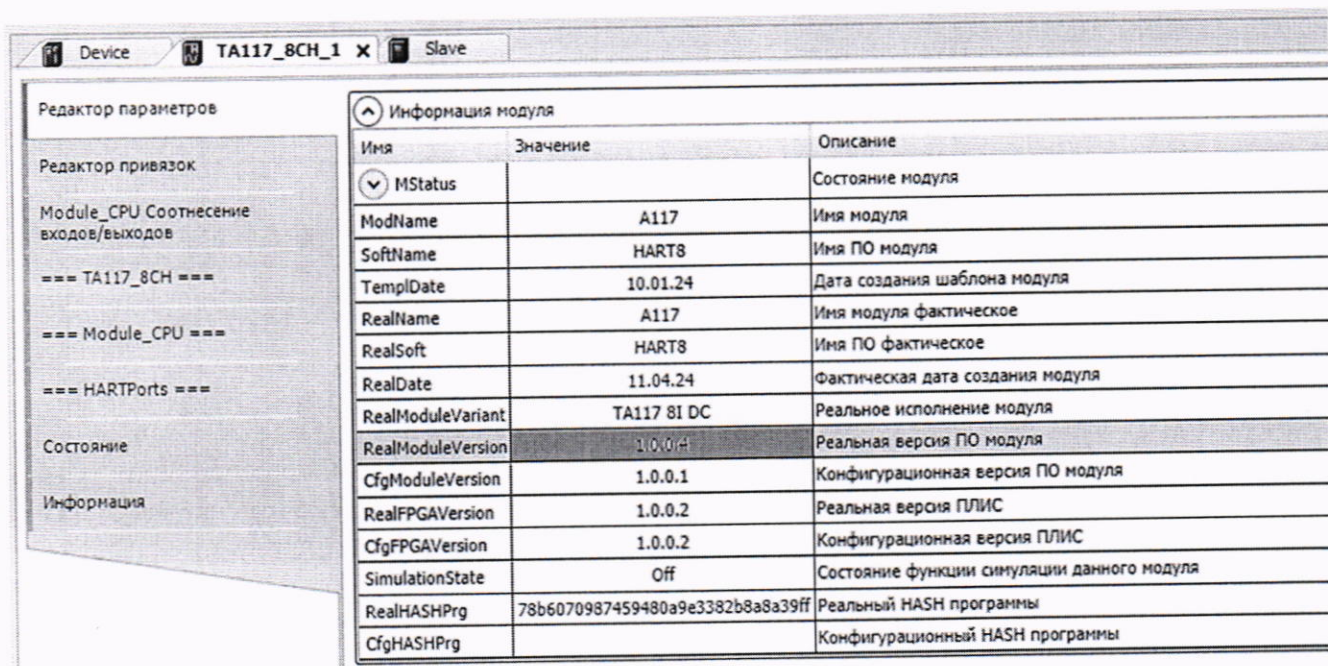 Device
TA117_8CH_1 x
Slave
Редактор параметров
Редактор привязок
Module_CPU Соотнесение
входов/выходов
=== TA117_8CH ===
=== Module_CPU ===
=== HARTPorts ===
Состояние
Информация
Информация модуля
Имя Значение Описание
MStatus Состояние модуля
ModName A117 Имя модуля
SoftName HART8 Имя ПО модуля
TemplDate 10.01.24 Дата создания шаблона модуля
RealName A117 Имя модуля фактическое
RealSoft HART8 Имя ПО фактическое
RealDate 11.04.24 Фактическая дата создания модуля
RealModuleVariant TA117 8I DC Реальное исполнение модуля
RealModuleVersion 1.0.0.4 Реальная версия ПО модуля
CfgModuleVersion 1.0.0.1 Конфигурационная версия ПО модуля
RealFPGAVersion 1.0.0.2 Реальная версия ПЛИС
CfgFPGAVersion 1.0.0.2 Конфигурационная версия ПЛИС
SimulationState Off Состояние функции симуляции данного модуля
RealHASHPrg 78b6070987459480a9e3382b8a8a39ff Реальный HASH программы
CfgHASHPrg Конфигурационный HASH программы